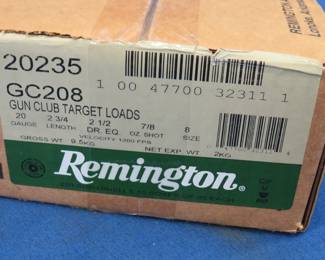 REMINGTON
Lonoke,
20235
1 00 47700 32311 1
GC208
GUN CLUB TARGET LOADS
20 2 3/4 2 1/2 7/8 8
GAUGE LENGTH DR. EQ. OZ SHOT SIZE
VELOCITY 1200 FPS
GROSS WT 9.5KG NET EXP. WT 2KG
Remington®